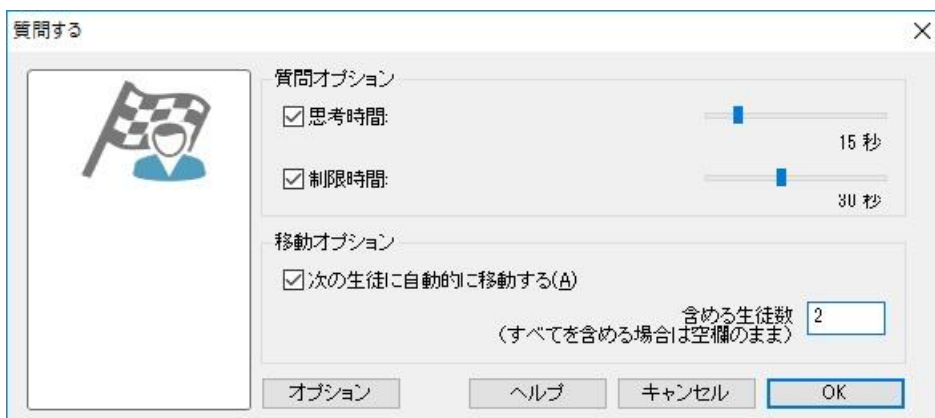 質問する
質問オプション
思考時間:
15 秒
制限時間:
30 秒
移動オプション
次の生徒に自動的に移動する(A)
含める生徒数
(すべてを含める場合は空欄のまま)
2
オプション
ヘルプ
キャンセル
OK